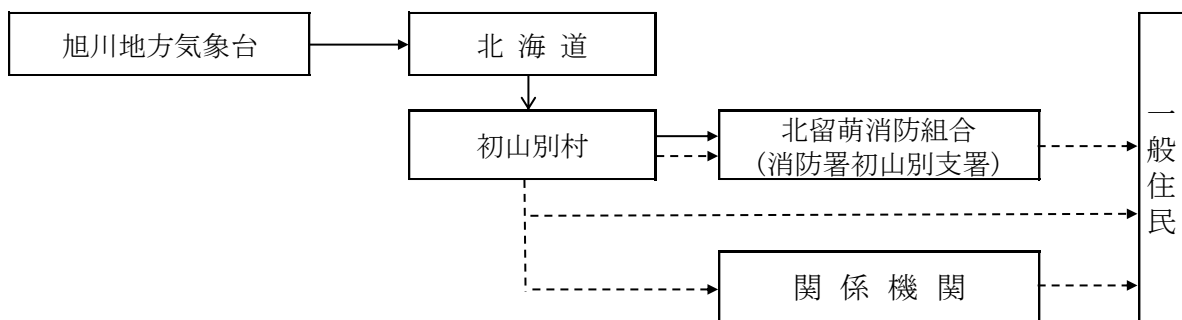 旭川地方気象台
北海道
初山別村
北留萌消防組合
(消防署初山別支署)
関係機関
一般住民